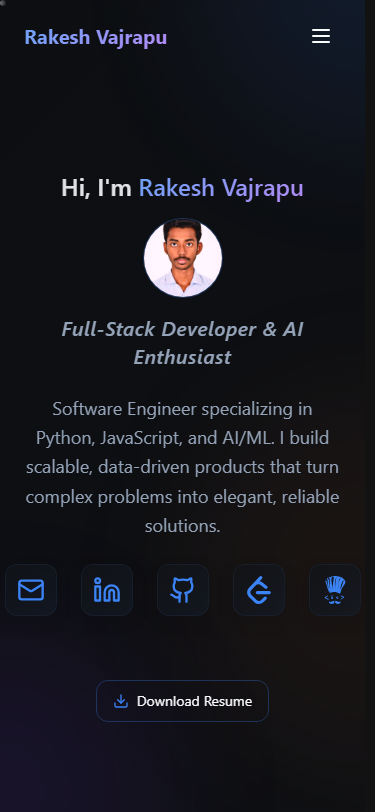 Rakesh Vajrapu
Hi, I'm Rakesh Vajrapu
Full-Stack Developer & AI
Enthusiast
Software Engineer specializing in
Python, JavaScript, and AI/ML. I build
scalable, data-driven products that turn
complex problems into elegant, reliable
solutions.
Download Resume